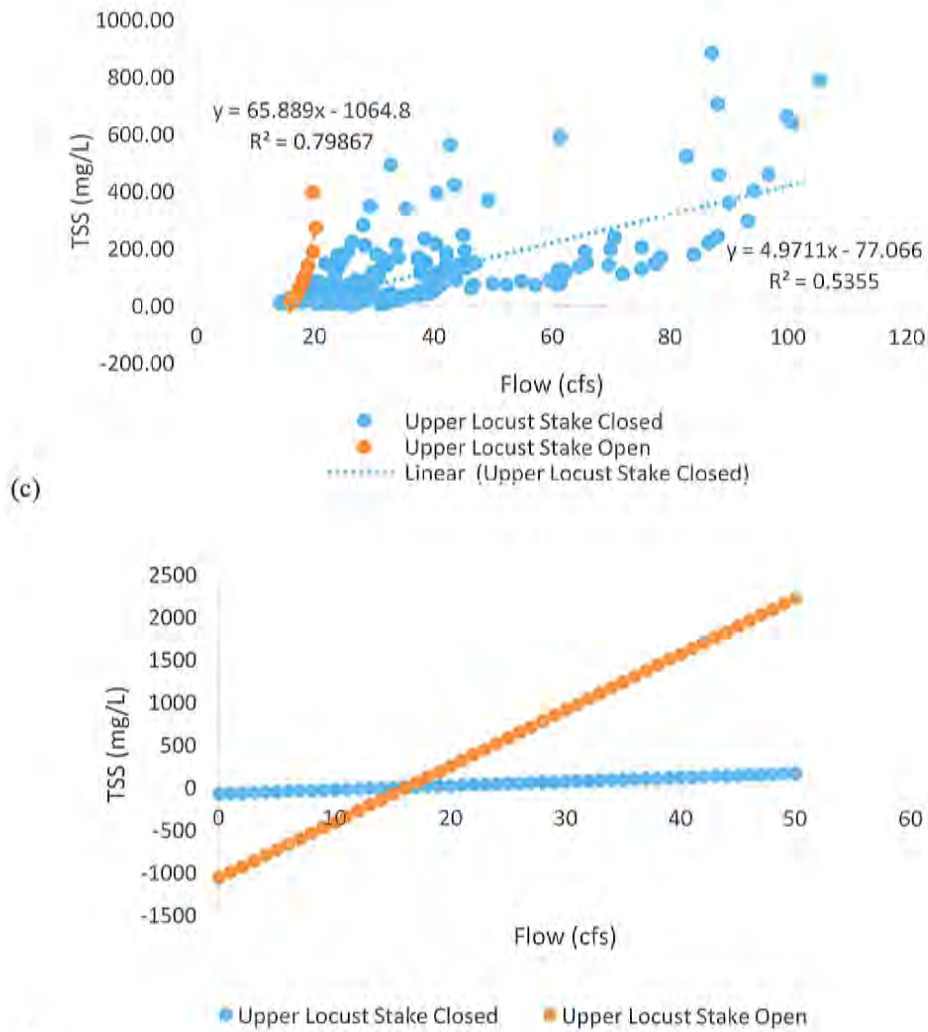 1000.00
800.00
y = 65.889x - 1064.8
600.00
R² = 0.79867
TSS (mg/L)
400.00
200.00
y = 4.9711x - 77.066
R² = 0.5355
0.00
0 20 40 60 80 100 120
-200.00
Flow (cfs)
Upper Locust Stake Closed
Upper Locust Stake Open
Linear (Upper Locust Stake Closed)
(c)
2500
2000
1500
TSS (mg/L)
1000
500
0
0 10 20 30 40 50 60
-500
-1000
-1500
Flow (cfs)
Upper Locust Stake Closed Upper Locust Stake Open